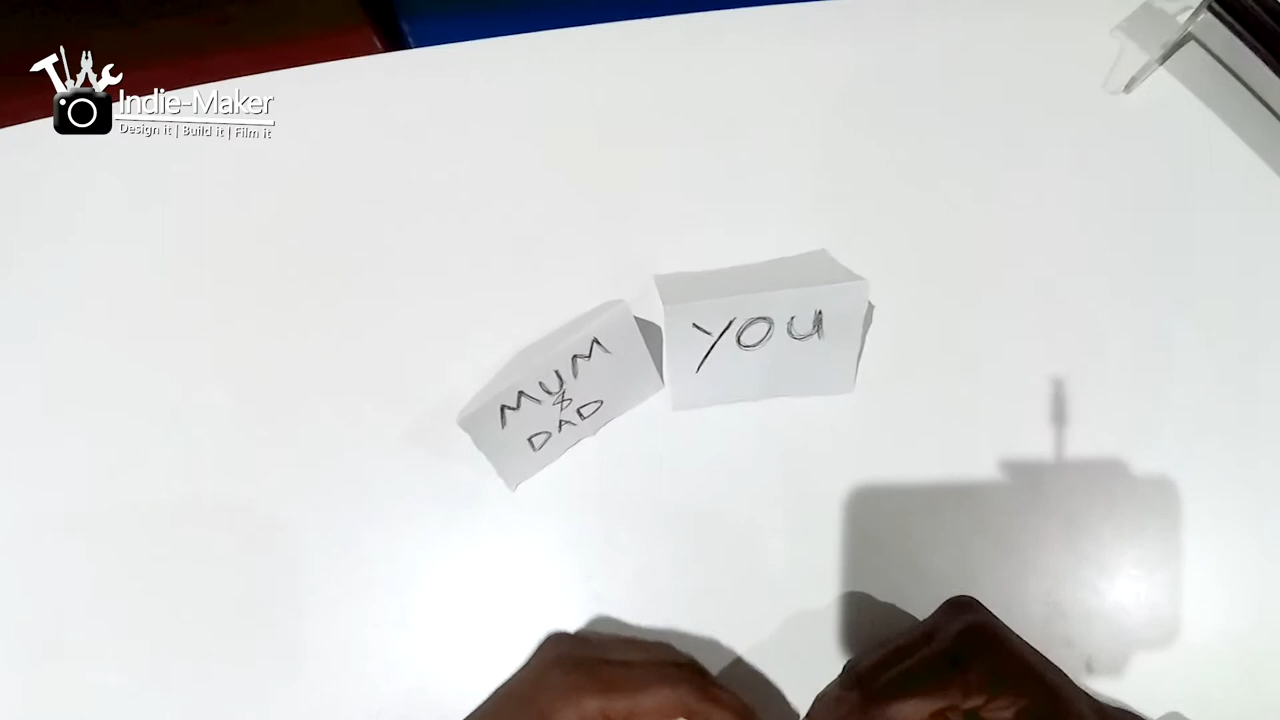 Indie-Maker
Design it | Build it | Film it
MUM
&
DAD
YOU